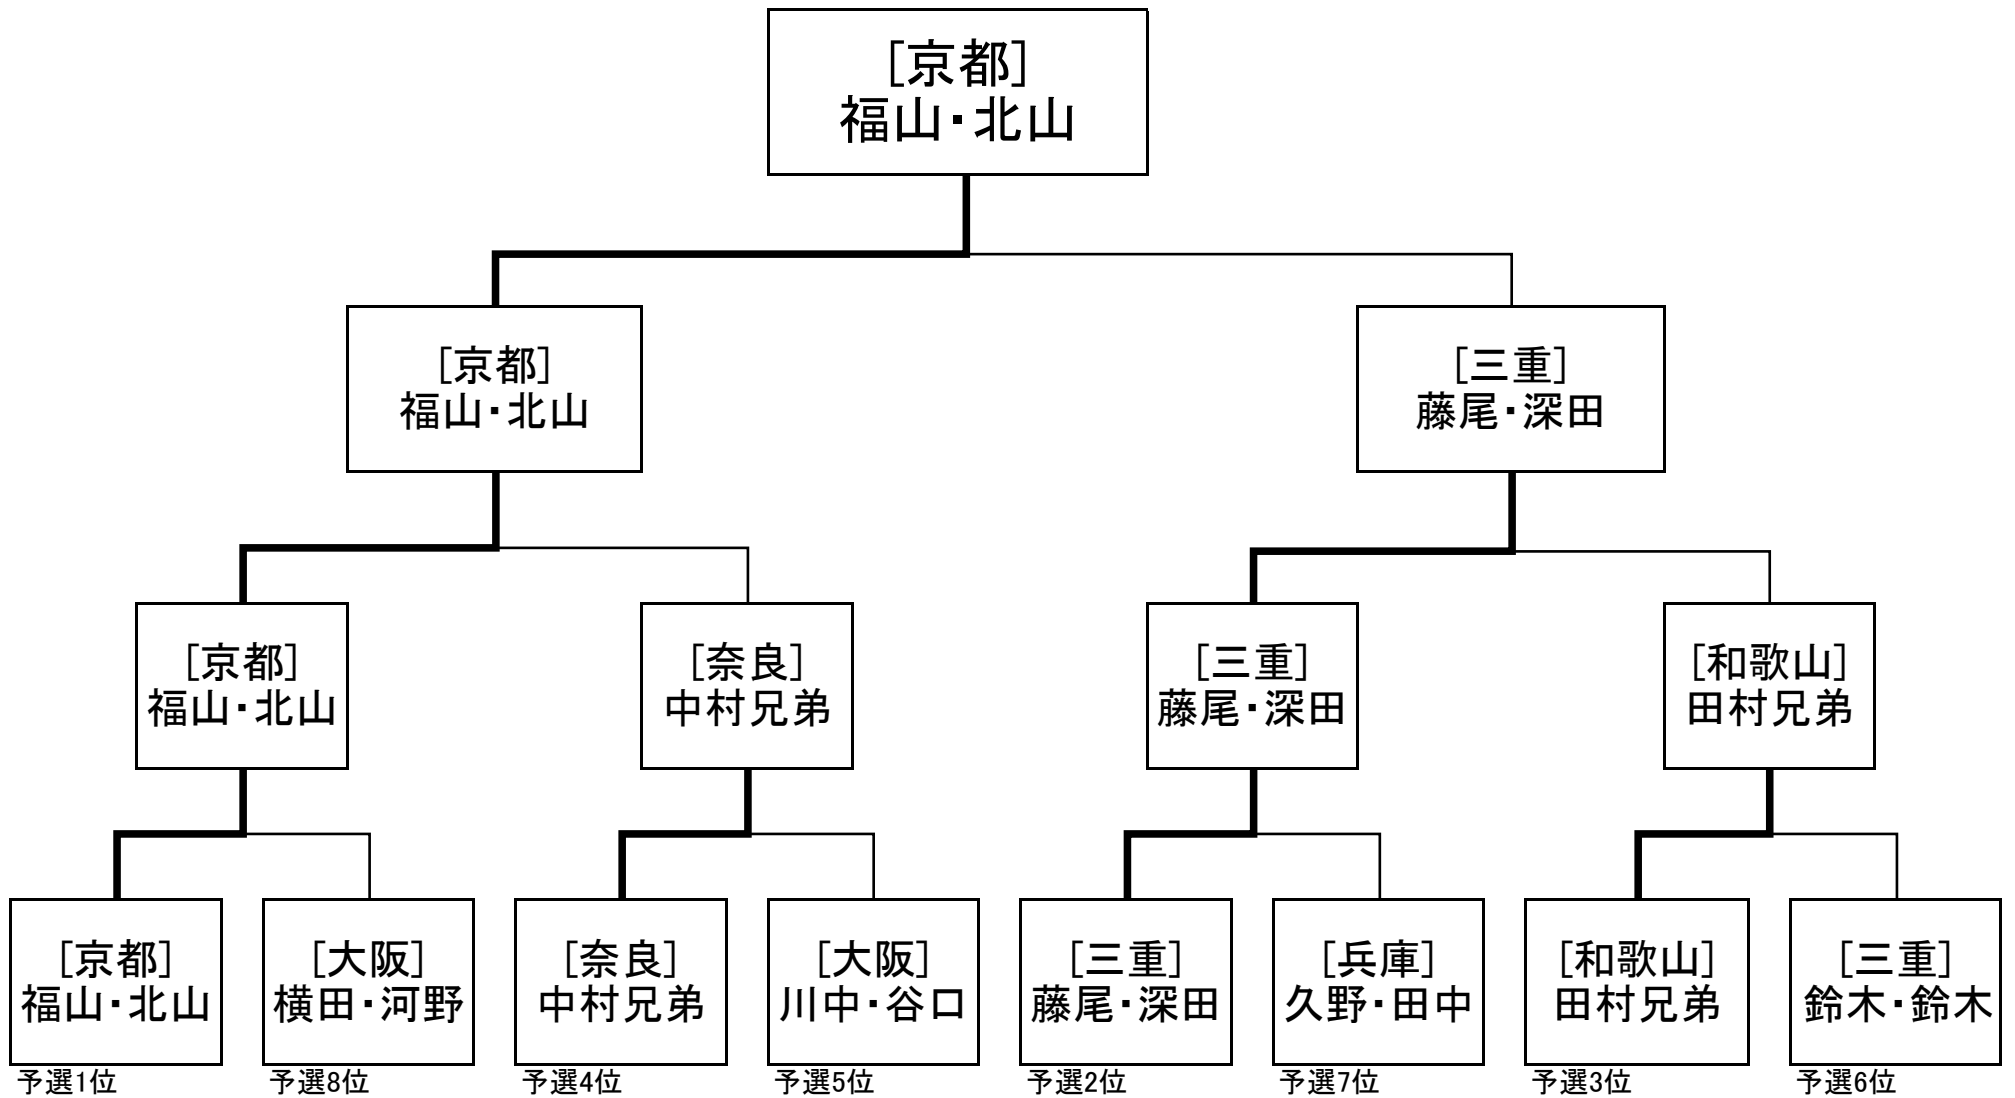 [京都]
福山・北山
[京都]
福山・北山
[三重]
藤尾・深田
[京都]
福山・北山
[奈良]
中村兄弟
[三重]
藤尾・深田
[和歌山]
田村兄弟
[京都]
福山・北山
[大阪]
横田・河野
[奈良]
中村兄弟
[大阪]
川中・谷口
[三重]
藤尾・深田
[兵庫]
久野・田中
[和歌山]
田村兄弟
[三重]
鈴木・鈴木
予選1位
予選8位
予選4位
予選5位
予選2位
予選7位
予選3位
予選6位